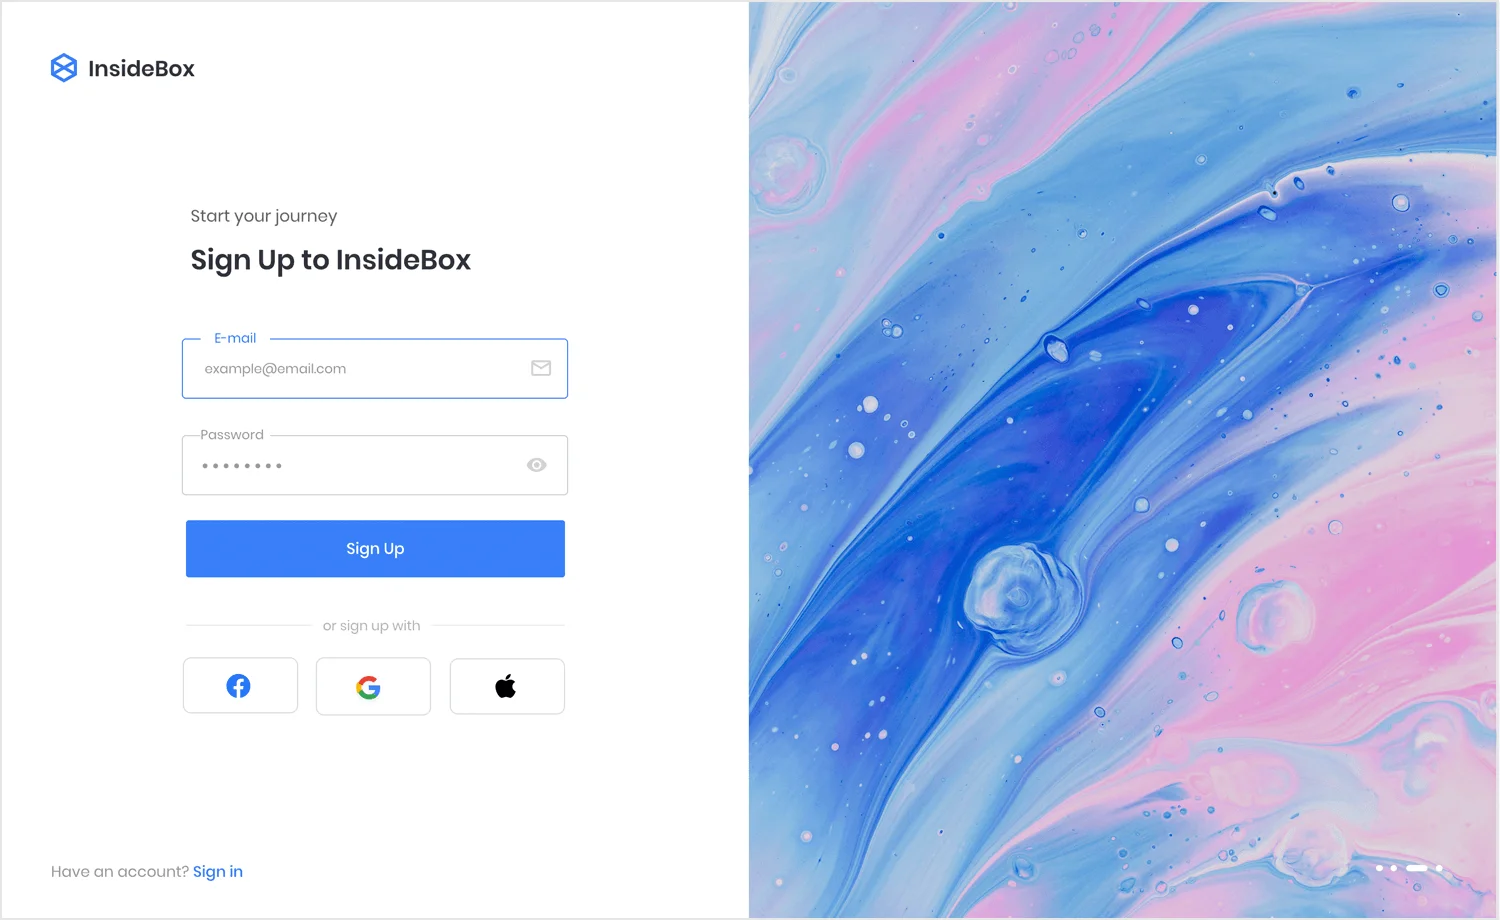 InsideBox
Start your journey
Sign Up to InsideBox
E-mail
example@email.com
Password
Sign Up
or sign up with
Have an account? Sign in